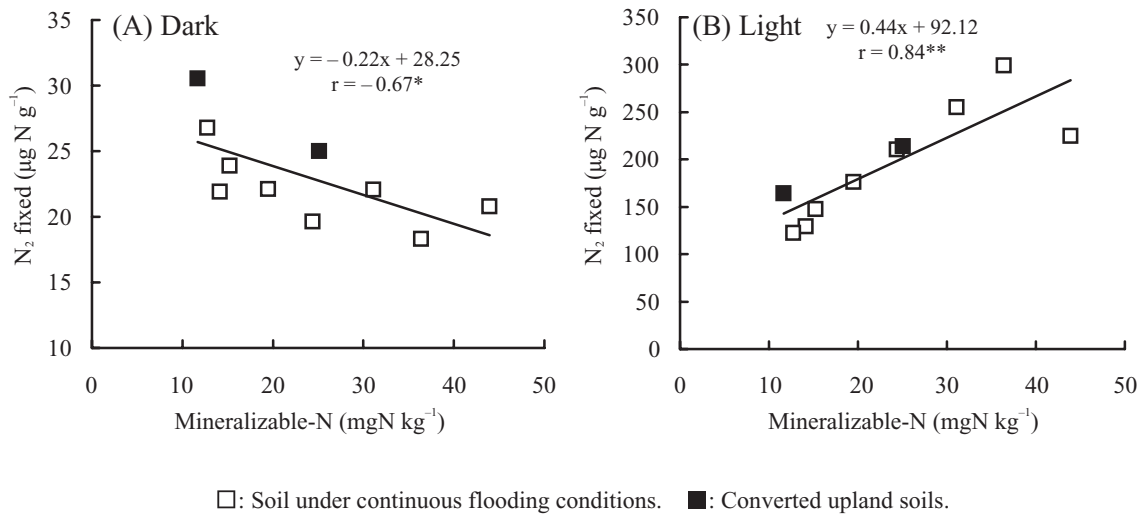 (A) Dark
y = – 0.22x + 28.25
r = – 0.67*
35
30
25
20
15
10
N₂ fixed (µg N g⁻¹)
0 10 20 30 40 50
Mineralizable-N (mgN kg⁻¹)
(B) Light
y = 0.44x + 92.12
r = 0.84**
350
300
250
200
150
100
50
0
N₂ fixed (µg N g⁻¹)
0 10 20 30 40 50
Mineralizable-N (mgN kg⁻¹)
□: Soil under continuous flooding conditions. ■: Converted upland soils.